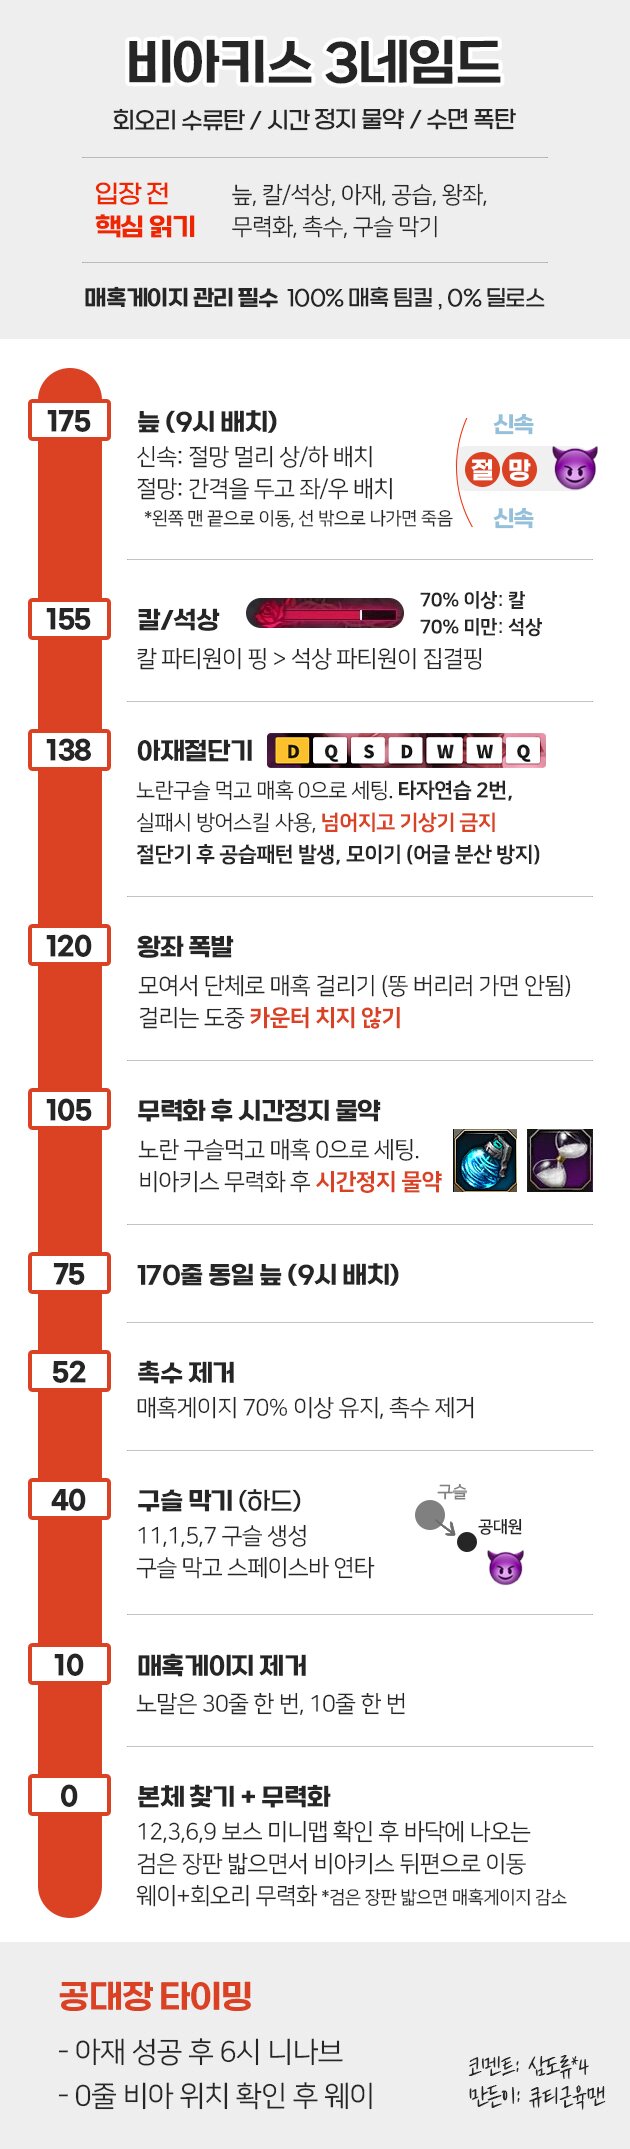 비아키스 3네임드
회오리 수류탄 / 시간 정지 물약 / 수면 폭탄
입장 전
핵심 읽기
늪, 칼/석상, 아재, 공습, 왕좌,
무력화, 촉수, 구슬 막기
매혹게이지 관리 필수 100% 매혹 팀킬 , 0% 딜로스
175
늪 (9시 배치)
신속: 절망 멀리 상/하 배치
절망: 간격을 두고 좌/우 배치
*왼쪽 맨 끝으로 이동, 선 밖으로 나가면 죽음
신속
절 망
신속
155
칼/석상
70% 이상: 칼
70% 미만: 석상
칼 파티원이 핑 > 석상 파티원이 집결핑
138
아재절단기
D Q S D W W Q
노란구슬 먹고 매혹 0으로 세팅. 타자연습 2번,
실패시 방어스킬 사용, 넘어지고 기상기 금지
절단기 후 공습패턴 발생, 모이기 (어글 분산 방지)
120
왕좌 폭발
모여서 단체로 매혹 걸리기 (똥 버리러 가면 안됨)
걸리는 도중 카운터 치지 않기
105
무력화 후 시간정지 물약
노란 구슬먹고 매혹 0으로 세팅.
비아키스 무력화 후 시간정지 물약
75
170줄 동일 늪 (9시 배치)
52
촉수 제거
매혹게이지 70% 이상 유지, 촉수 제거
40
구슬 막기 (하드)
11,1,5,7 구슬 생성
구슬 막고 스페이스바 연타
구슬
공대원
10
매혹게이지 제거
노말은 30줄 한 번, 10줄 한 번
0
본체 찾기 + 무력화
12,3,6,9 보스 미니맵 확인 후 바닥에 나오는
검은 장판 밟으면서 비아키스 뒤편으로 이동
웨이+회오리 무력화 *검은 장판 밟으면 매혹게이지 감소
공대장 타이밍
- 아재 성공 후 6시 니나브
- 0줄 비아 위치 확인 후 웨이
코멘트: 삼도류*4
만든이: 큐티근육맨